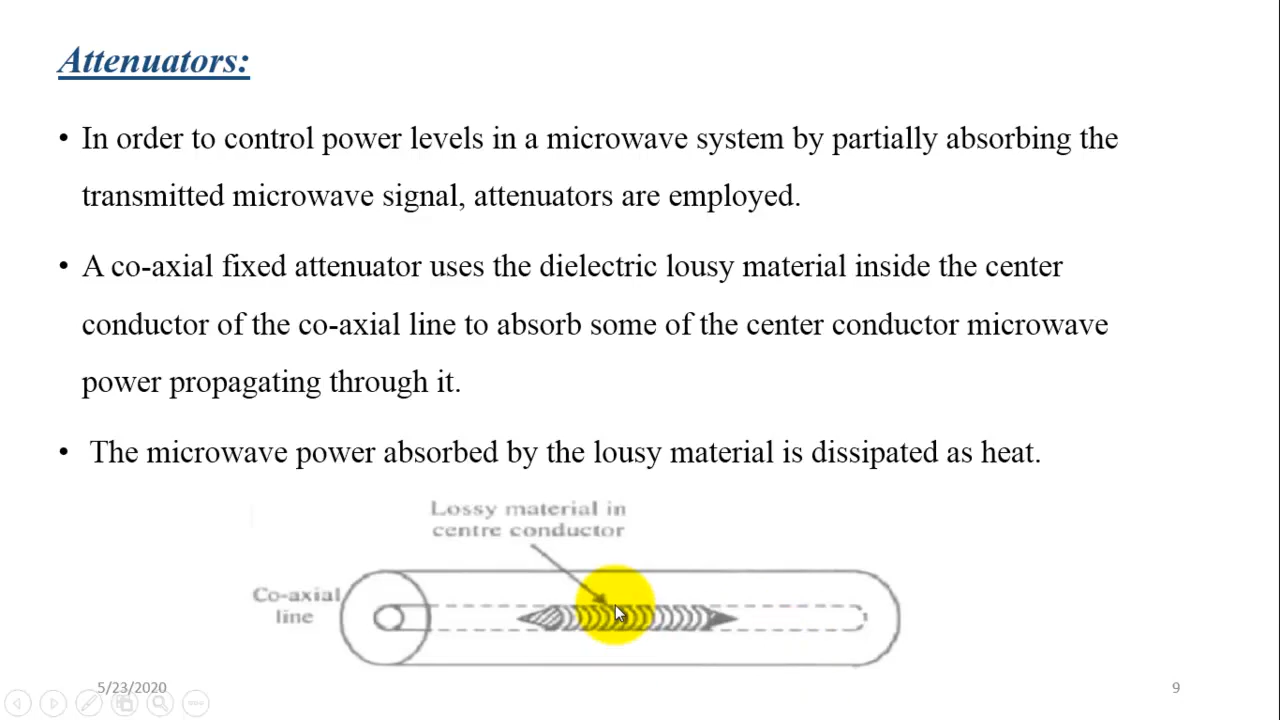 Attenuators:
• In order to control power levels in a microwave system by partially absorbing the
transmitted microwave signal, attenuators are employed.
• A co-axial fixed attenuator uses the dielectric lousy material inside the center
conductor of the co-axial line to absorb some of the center conductor microwave
power propagating through it.
• The microwave power absorbed by the lousy material is dissipated as heat.
Lossy material in
centre conductor
Co-axial
line
5/23/2020
9